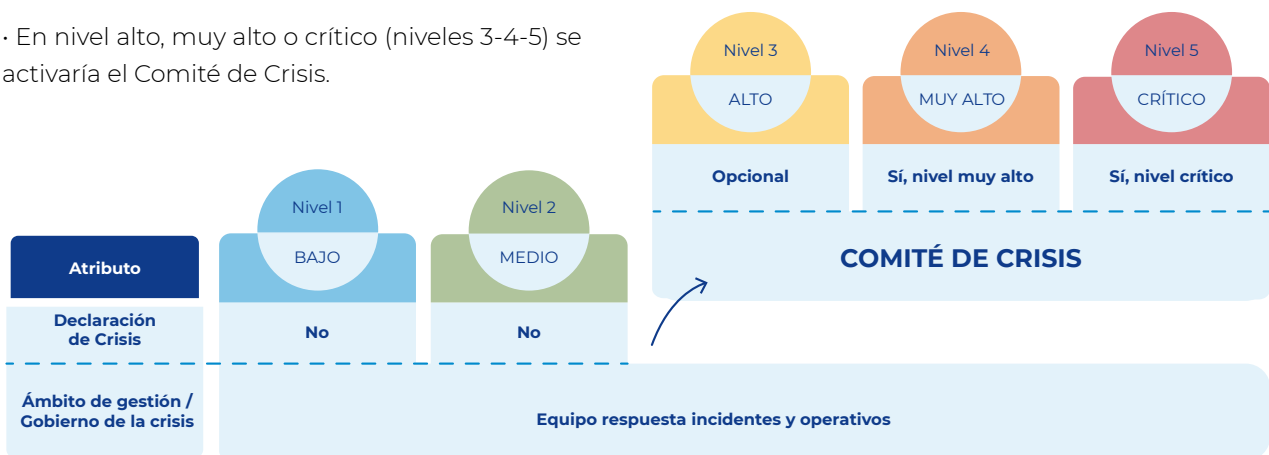 · En nivel alto, muy alto o crítico (niveles 3-4-5) se
activaría el Comité de Crisis.
Nivel 3
ALTO
Nivel 4
MUY ALTO
Nivel 5
CRÍTICO
Opcional
Sí, nivel muy alto
Sí, nivel crítico
COMITÉ DE CRISIS
Nivel 1
BAJO
Nivel 2
MEDIO
Atributo
Declaración
de Crisis
No
No
Ámbito de gestión /
Gobierno de la crisis
Equipo respuesta incidentes y operativos